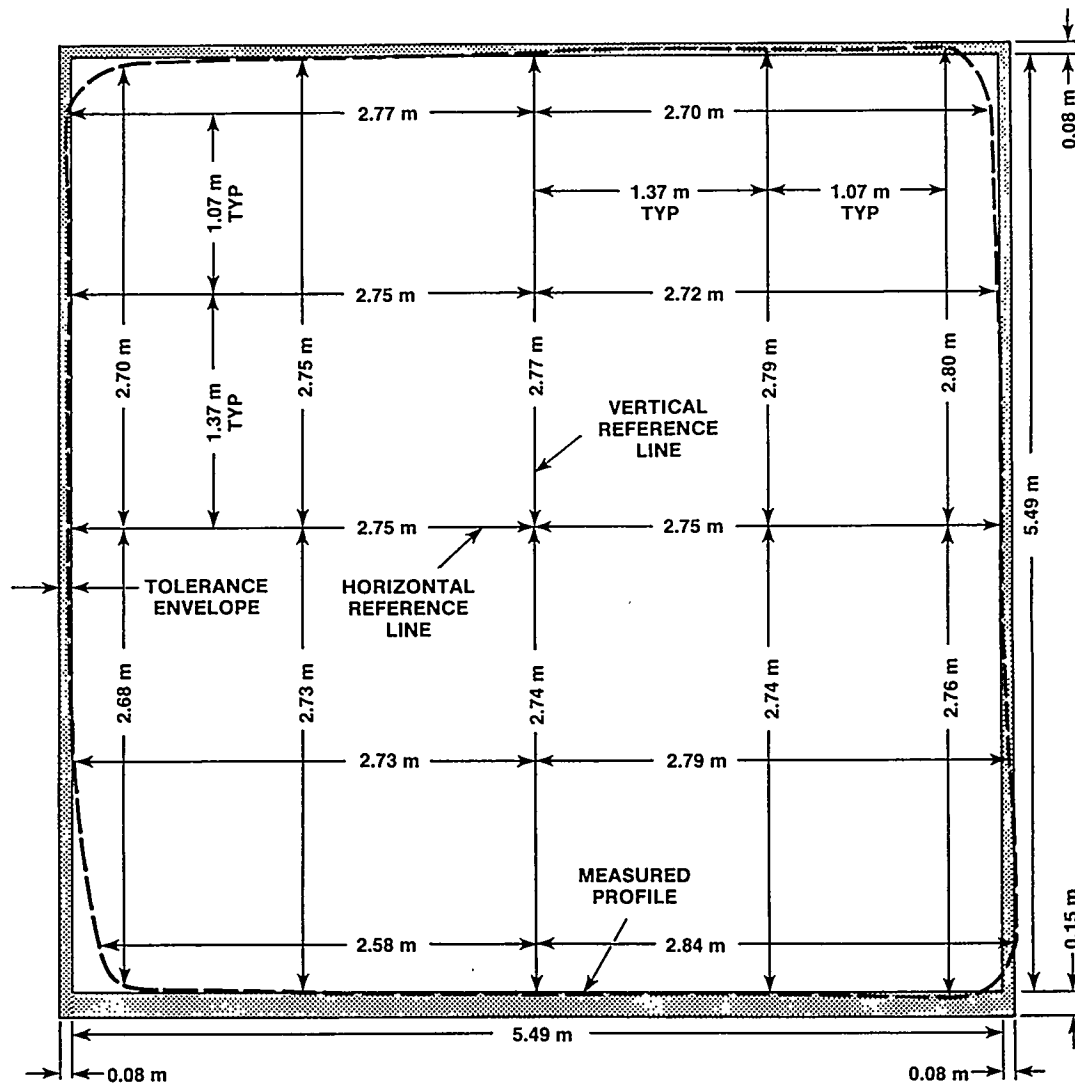 0.08 m
2.77 m
2.70 m
1.07 m
TYP
1.37 m
TYP
1.07 m
TYP
2.75 m
2.72 m
2.70 m
2.75 m
2.77 m
2.79 m
2.80 m
1.37 m
TYP
VERTICAL
REFERENCE
LINE
5.49 m
2.75 m
2.75 m
TOLERANCE
ENVELOPE
HORIZONTAL
REFERENCE
LINE
2.68 m
2.73 m
2.74 m
2.74 m
2.76 m
2.73 m
2.79 m
MEASURED
PROFILE
2.58 m
2.84 m
0.15 m
5.49 m
0.08 m
0.08 m